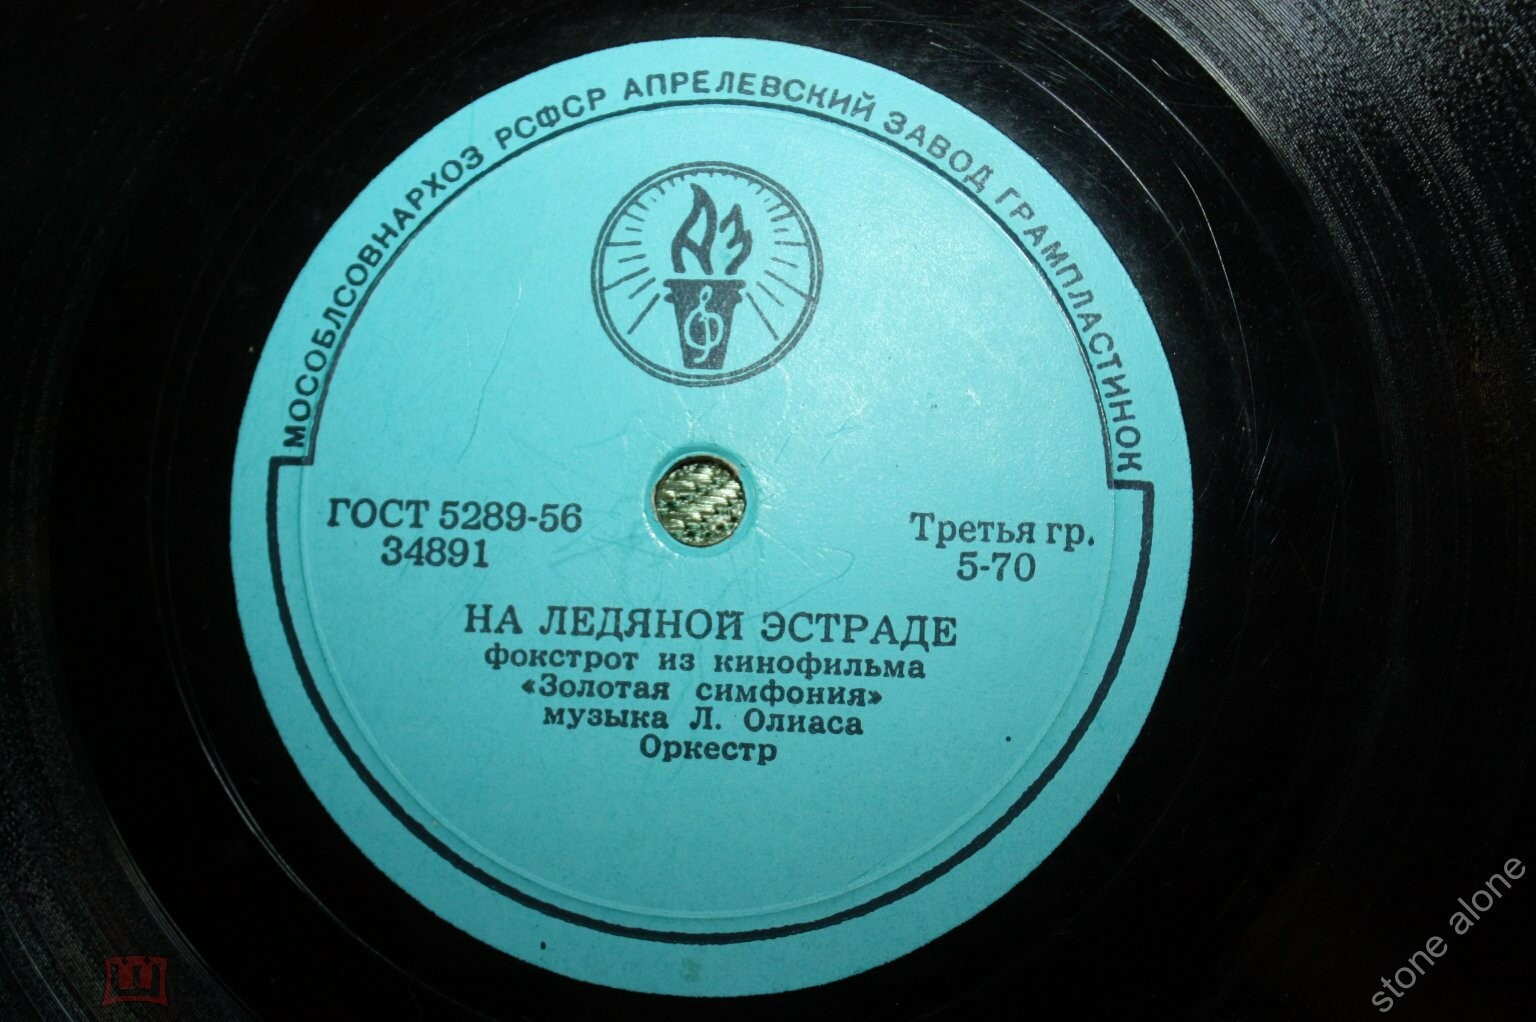 МОСОБЛСОВНАРХОЗ РСФСР АПРЕЛЕВСКИЙ ЗАВОД ГРАМПЛАСТИНОК
АЗ
ГОСТ 5289-56
34891
Третья гр.
5-70
НА ЛЕДЯНОЙ ЭСТРАДЕ
фокстрот из кинофильма
«Золотая симфония»
музыка Л. Олиаса
Оркестр
stone alone